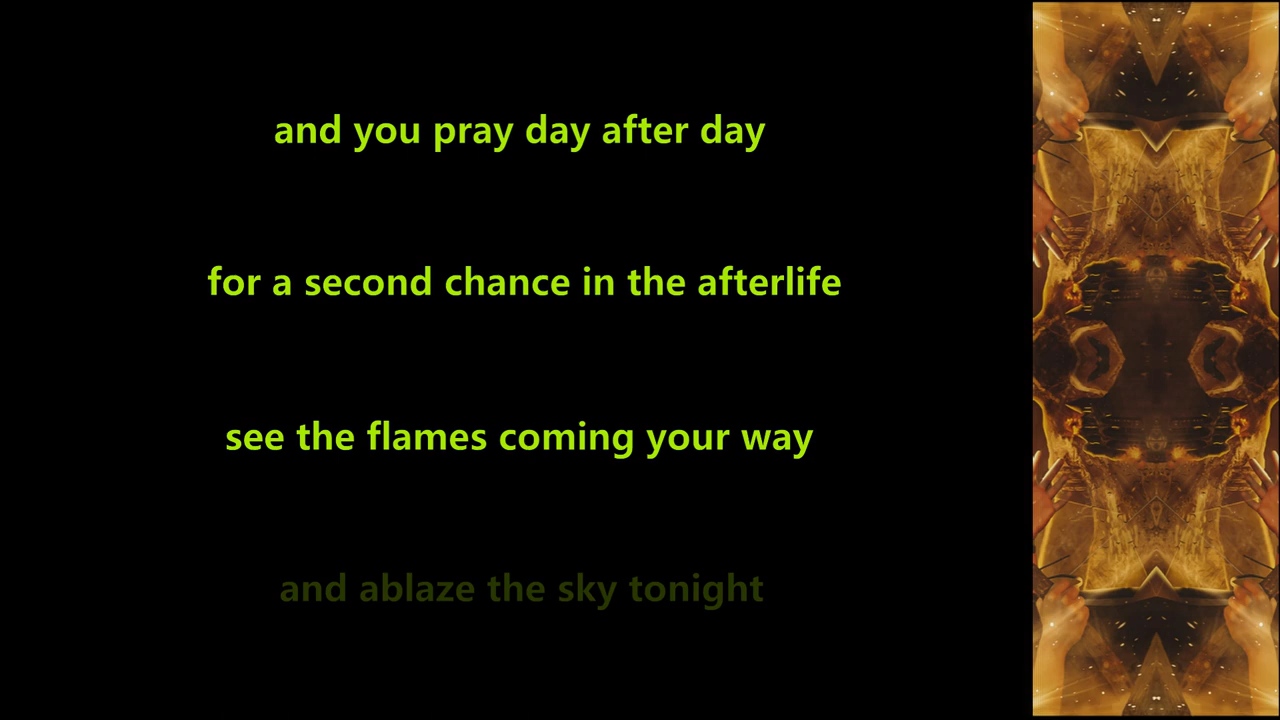 and you pray day after day
for a second chance in the afterlife
see the flames coming your way
and ablaze the sky tonight